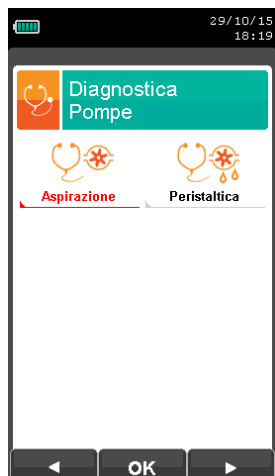 29/10/15
18:19
Diagnostica
Pompe
Aspirazione Peristaltica
OK